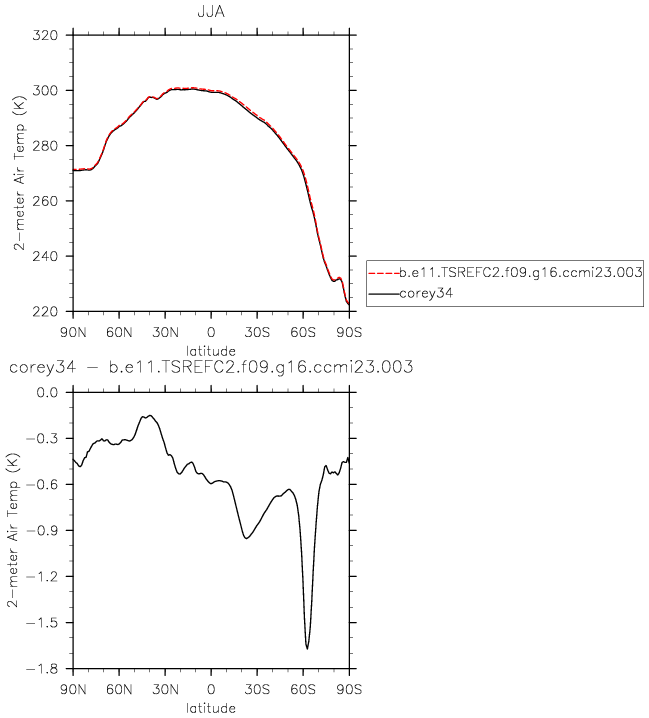 JJA
320
300
280
260
240
220
2-meter Air Temp (K)
90N 60N 30N 0 30S 60S 90S
latitude
b.e11.TSREFC2.f09.g16.ccmi23.003
corey34
corey34 - b.e11.TSREFC2.f09.g16.ccmi23.003
0.0
-0.3
-0.6
-0.9
-1.2
-1.5
-1.8
2-meter Air Temp (K)
90N 60N 30N 0 30S 60S 90S
latitude